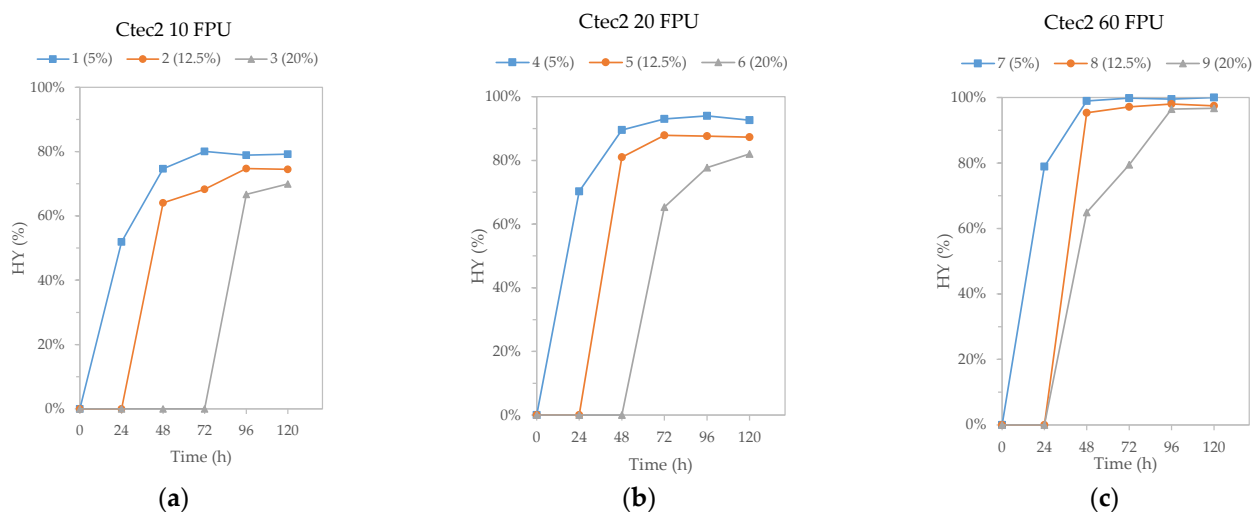 Ctec2 10 FPU
1 (5%) 2 (12.5%) 3 (20%)
100%
80%
60%
40%
20%
0%
HY (%)
0 24 48 72 96 120
Time (h)
(a)
Ctec2 20 FPU
4 (5%) 5 (12.5%) 6 (20%)
100%
80%
60%
40%
20%
0%
HY (%)
0 24 48 72 96 120
Time (h)
(b)
Ctec2 60 FPU
7 (5%) 8 (12.5%) 9 (20%)
100%
80%
60%
40%
20%
0%
HY (%)
0 24 48 72 96 120
Time (h)
(c)